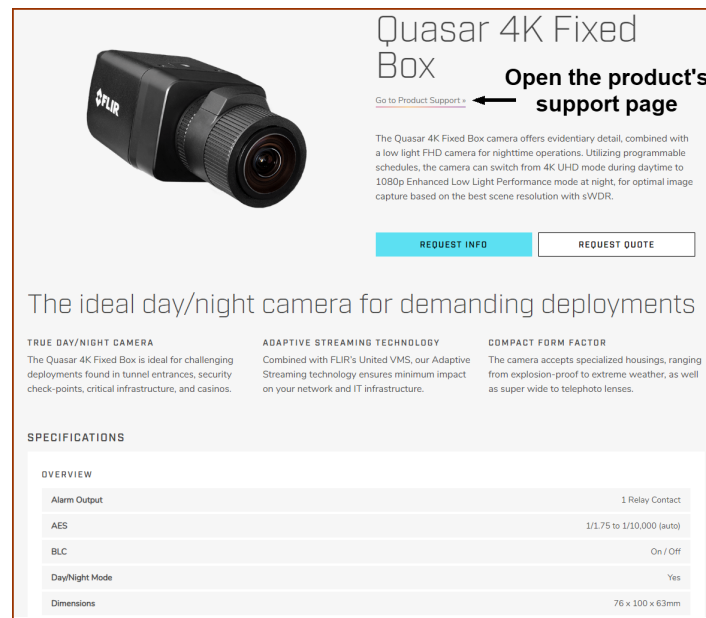 Quasar 4K Fixed
Box
Open the product's
support page
Go to Product Support »
The Quasar 4K Fixed Box camera offers evidentiary detail, combined with
a low light FHD camera for nighttime operations. Utilizing programmable
schedules, the camera can switch from 4K UHD mode during daytime to
1080p Enhanced Low Light Performance mode at night, for optimal image
capture based on the best scene resolution with sWDR.
REQUEST INFO
REQUEST QUOTE
FLIR
The ideal day/night camera for demanding deployments
TRUE DAY/NIGHT CAMERA
The Quasar 4K Fixed Box is ideal for challenging
deployments found in tunnel entrances, security
check-points, critical infrastructure, and casinos.
ADAPTIVE STREAMING TECHNOLOGY
Combined with FLIR's United VMS, our Adaptive
Streaming technology ensures minimum impact
on your network and IT infrastructure.
COMPACT FORM FACTOR
The camera accepts specialized housings, ranging
from explosion-proof to extreme weather, as well
as super wide to telephoto lenses.
SPECIFICATIONS
OVERVIEW
Alarm Output 1 Relay Contact
AES 1/1.75 to 1/10,000 (auto)
BLC On / Off
Day/Night Mode Yes
Dimensions 76 x 100 x 63mm